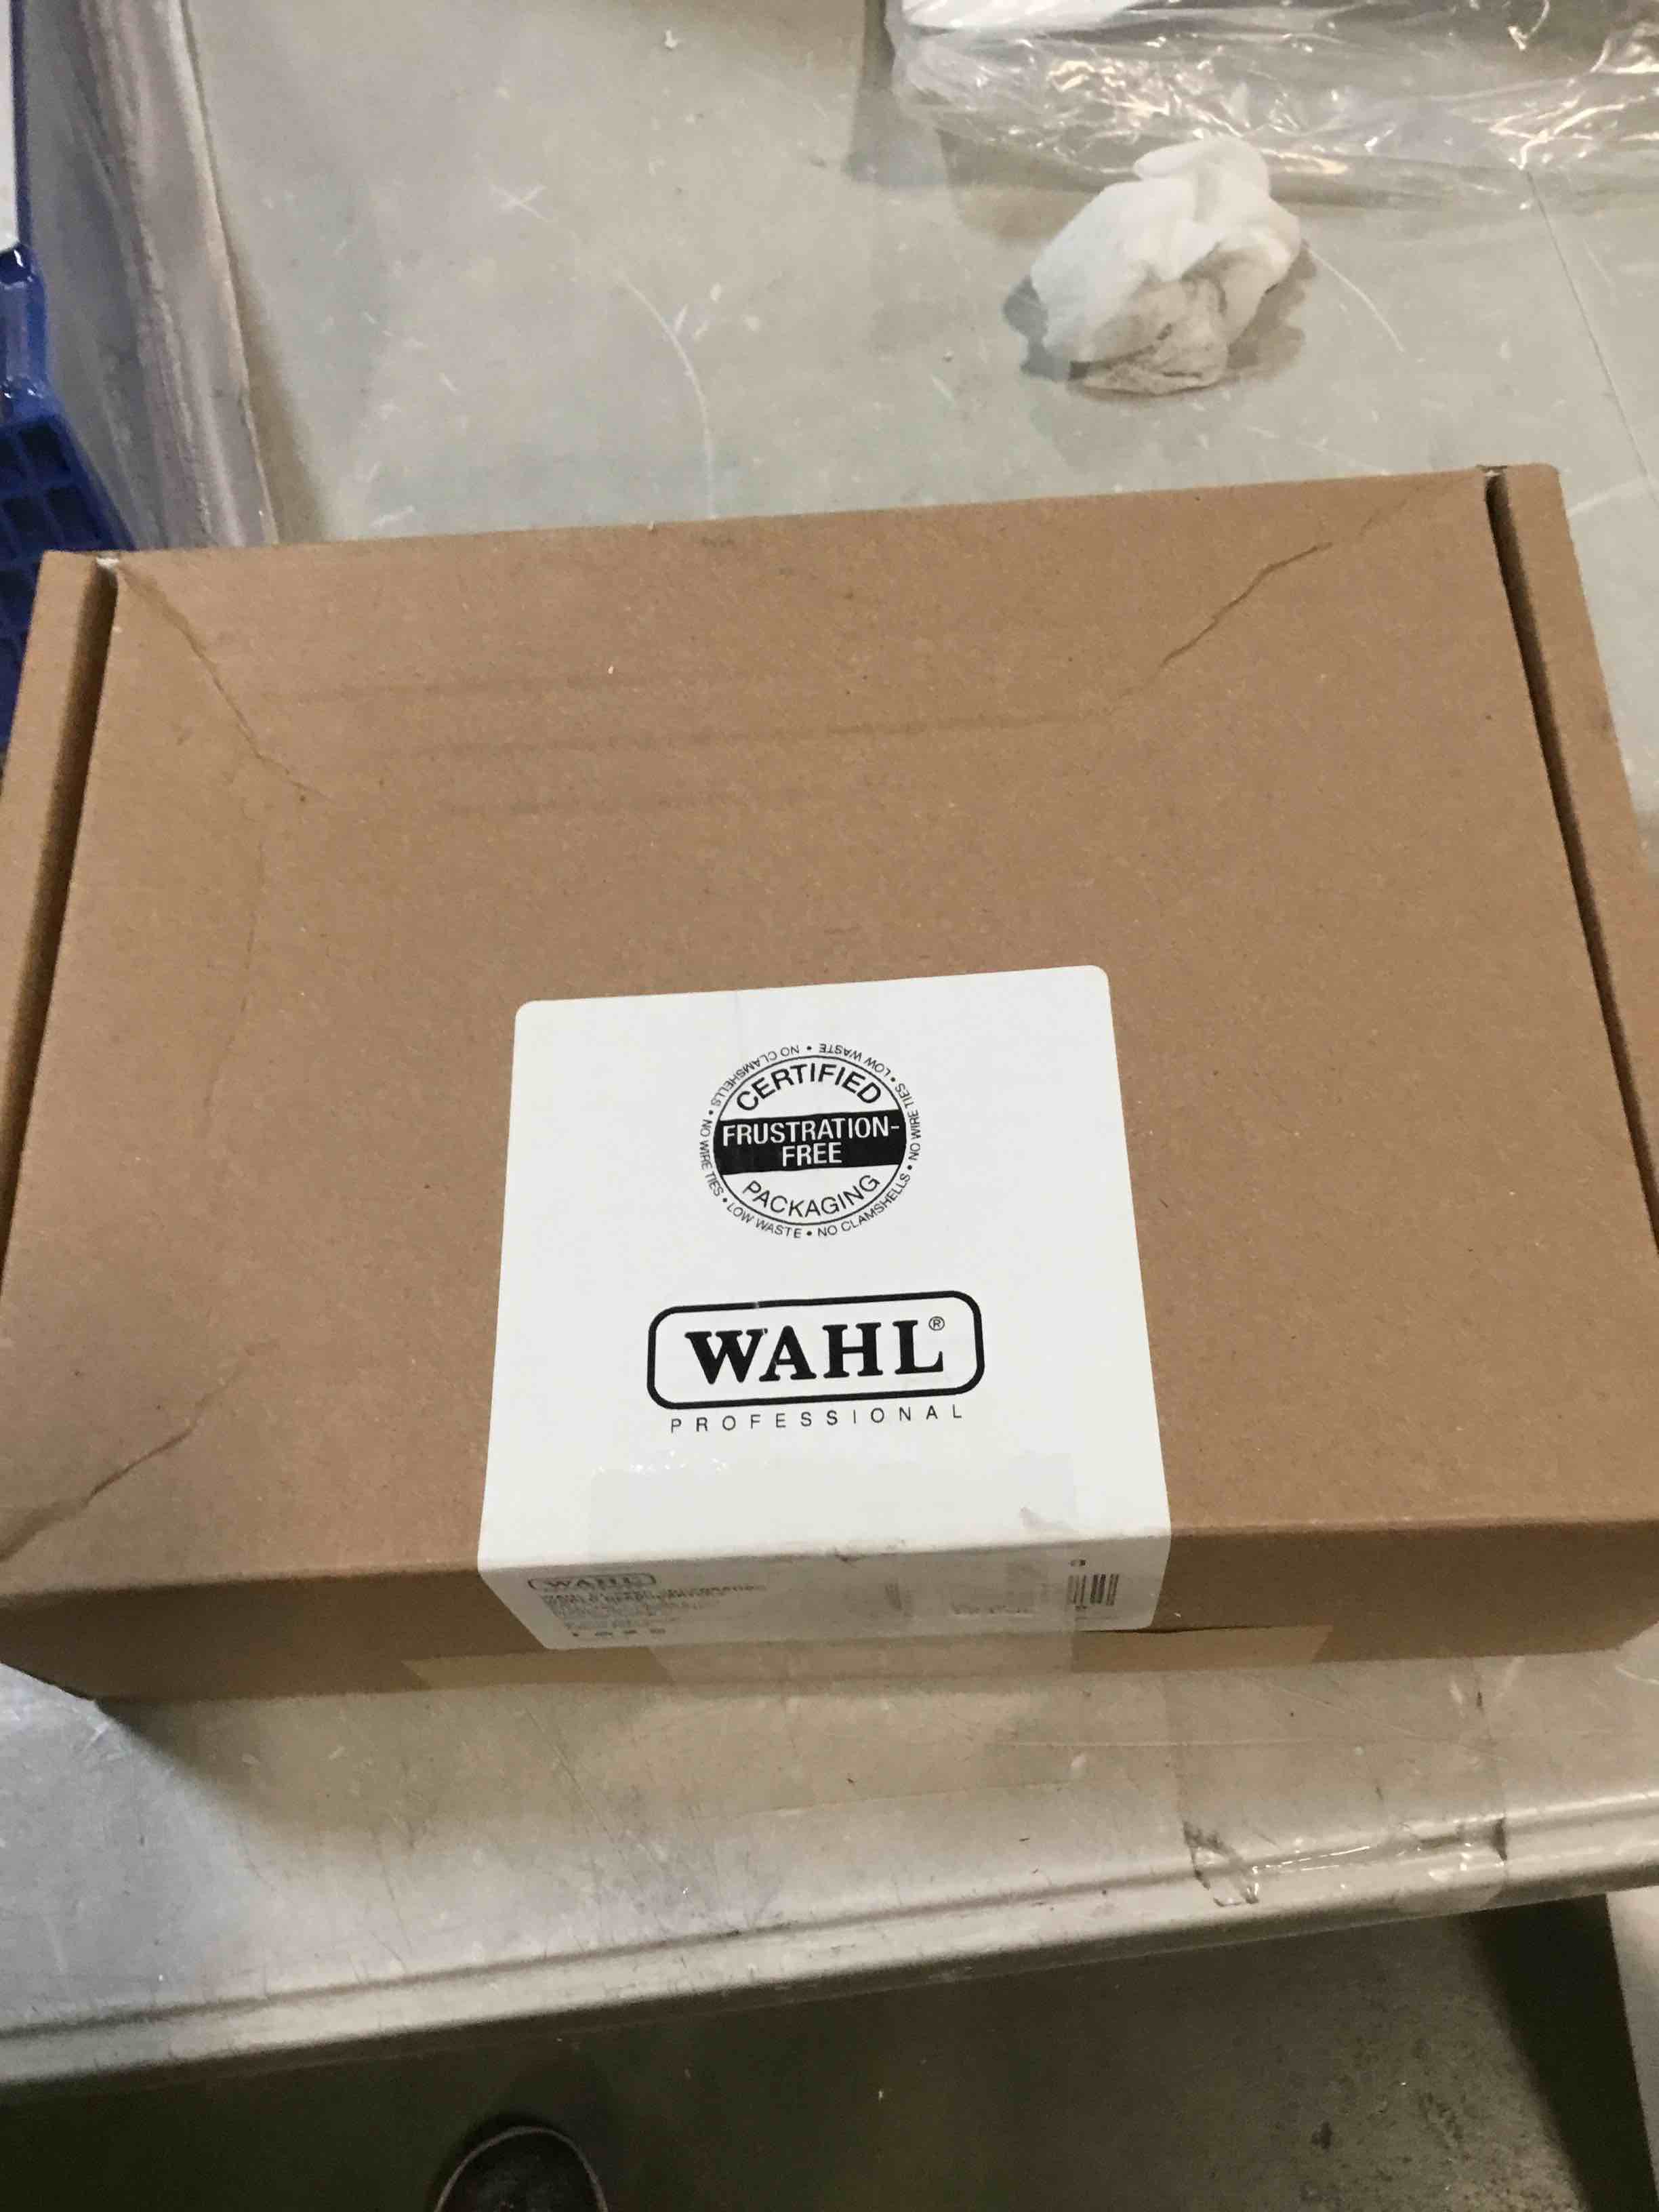 CERTIFIED
FRUSTRATION-
FREE
PACKAGING
NO CLAMSHELLS • LOW WASTE • NO WIRE TIES • NO CLAMSHELLS • LOW WASTE • NO WIRE TIES •
WAHL®
PROFESSIONAL
WAHL